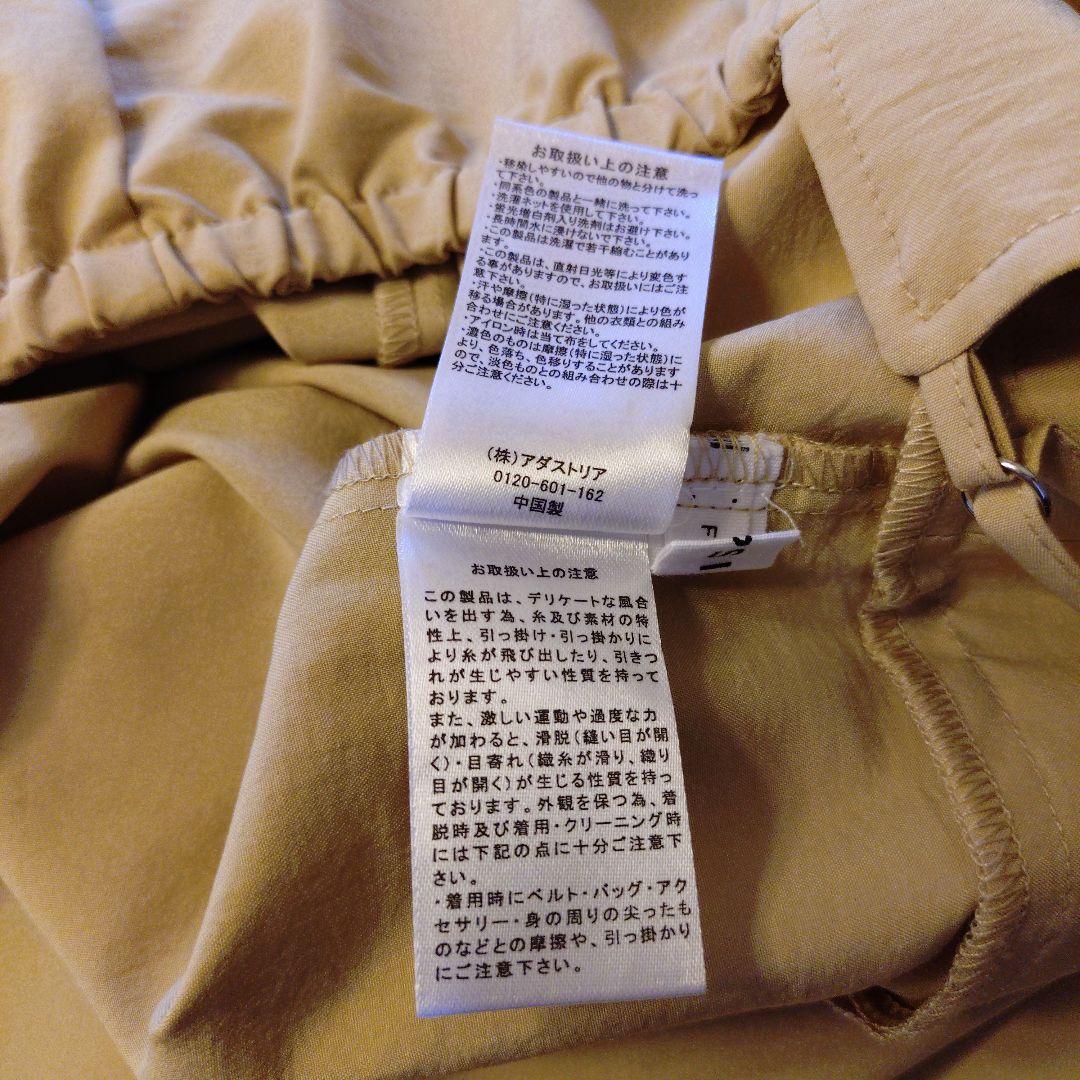 お取扱い上の注意
・移染しやすいので他の物と分けて洗っ
て下さい。
・同系色の製品と一緒に洗って下さい。
・洗濯ネットを使用して下さい。
・蛍光増白剤入り洗剤はお避け下さい。
・長時間水に浸けないで下さい。
・この製品は洗濯で若干縮むことがあり
ます。
・この製品は、直射日光等により変色す
る事がありますので、お取扱いにはご注
意下さい。
・汗や摩擦(特に湿った状態)により色が
移る場合があります。他の衣類との組み
合わせにご注意ください。
・アイロン時は当て布をしてください。
・濃色のものは摩擦(特に湿った状態)に
より、色落ち、色移りすることがあります
ので、淡色ものとの組み合わせの際は十
分ご注意ください。
(株)アダストリア
0120-601-162
中国製
お取扱い上の注意
この製品は、デリケートな風合
いを出す為、糸及び素材の特
性上、引っ掛け・引っ掛かりに
より糸が飛び出したり、引きつ
れが生じやすい性質を持って
おります。
また、激しい運動や過度な力
が加わると、滑脱(縫い目が開
く)・目寄れ(織糸が滑り、織り
目が開く)が生じる性質を持っ
ております。外観を保つ為、着
脱時及び着用・クリーニング時
には下記の点に十分ご注意下
さい。
・着用時にベルト・バッグ・アク
セサリー・身の周りの尖ったも
のなどとの摩擦や、引っ掛かり
にご注意下さい。
F